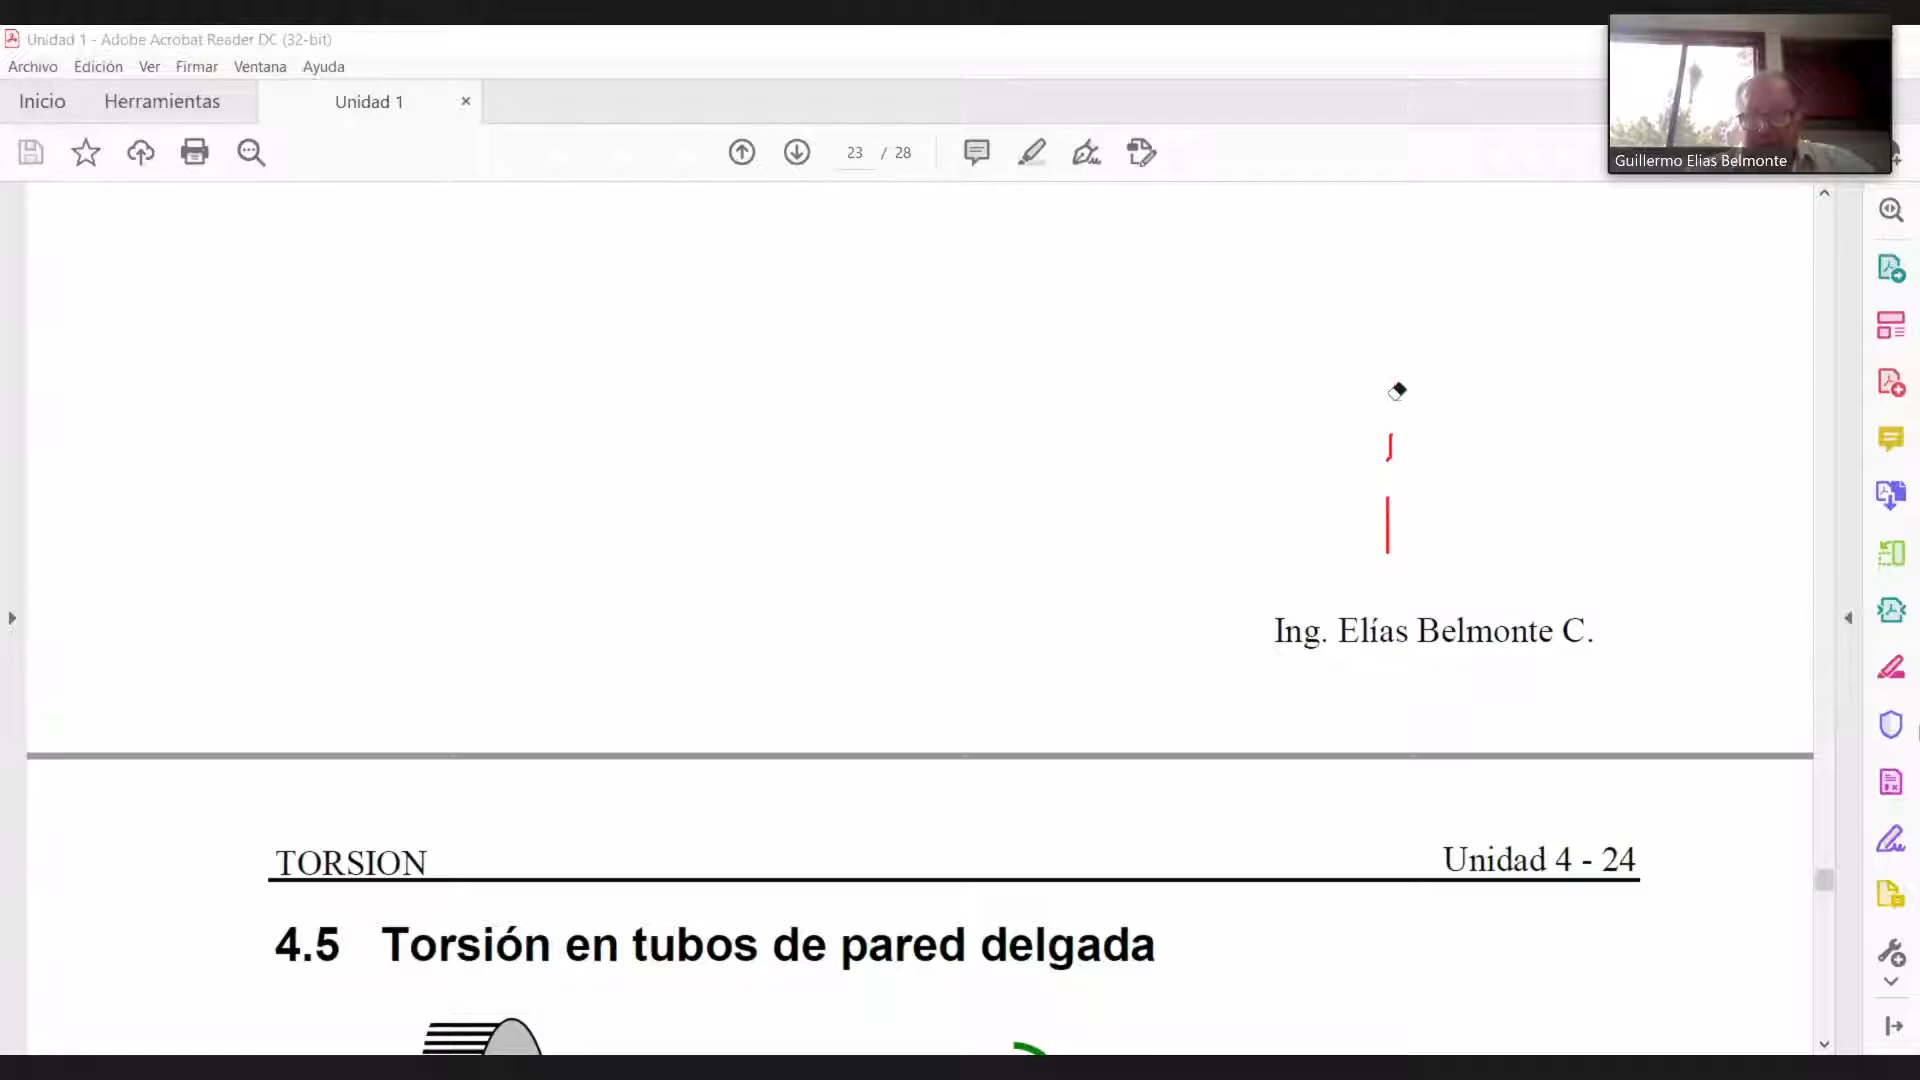 Unidad 1 - Adobe Acrobat Reader DC (32-bit)
Archivo Edición Ver Firmar Ventana Ayuda
Inicio Herramientas Unidad 1 ×
23 / 28
Guillermo Elias Belmonte
Ing. Elías Belmonte C.
TORSION Unidad 4 - 24
4.5 Torsión en tubos de pared delgada